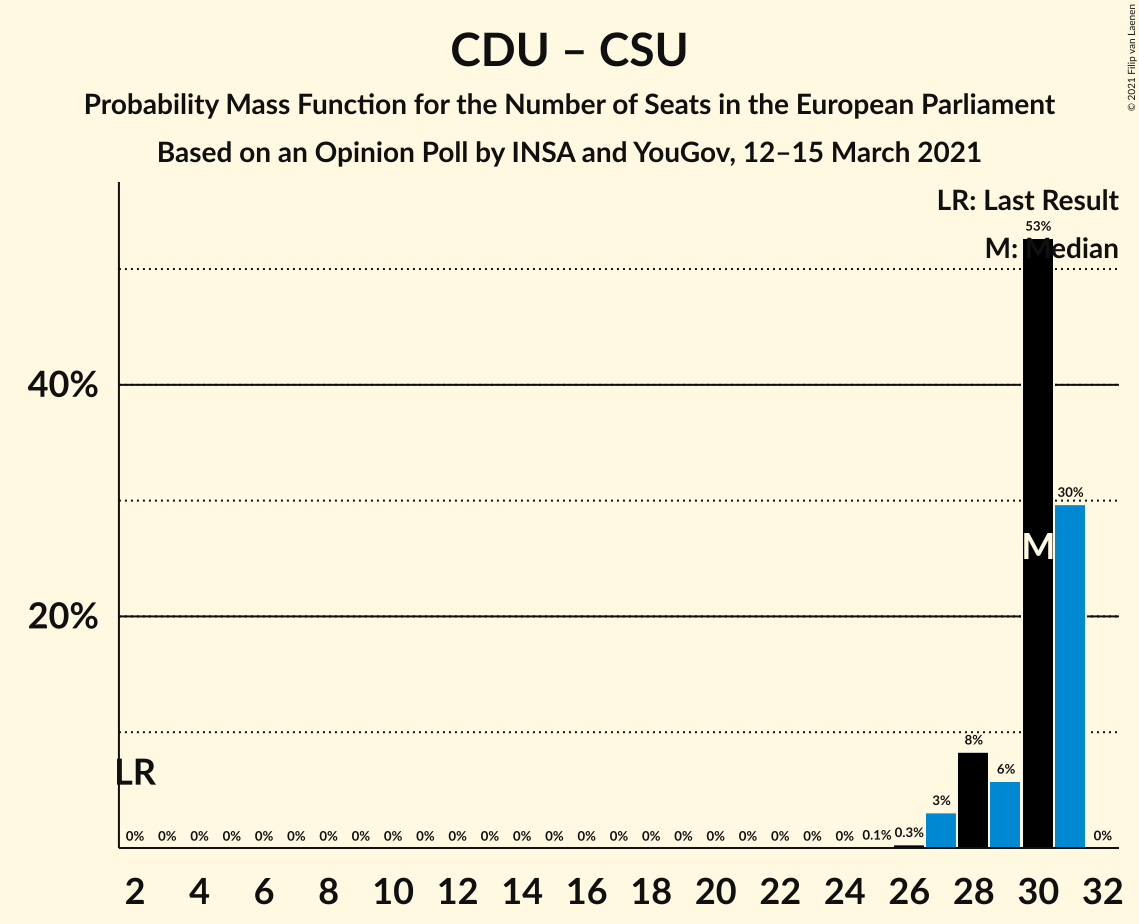 CDU – CSU
Probability Mass Function for the Number of Seats in the European Parliament
Based on an Opinion Poll by INSA and YouGov, 12–15 March 2021
© 2021 Filip van Laenen
LR: Last Result
M: Median
53%
40%
30%
M
20%
LR
8%
6%
3%
0% 0% 0% 0% 0% 0% 0% 0% 0% 0% 0% 0% 0% 0% 0% 0% 0% 0% 0% 0% 0% 0% 0% 0.1% 0.3% 0%
2 4 6 8 10 12 14 16 18 20 22 24 26 28 30 32